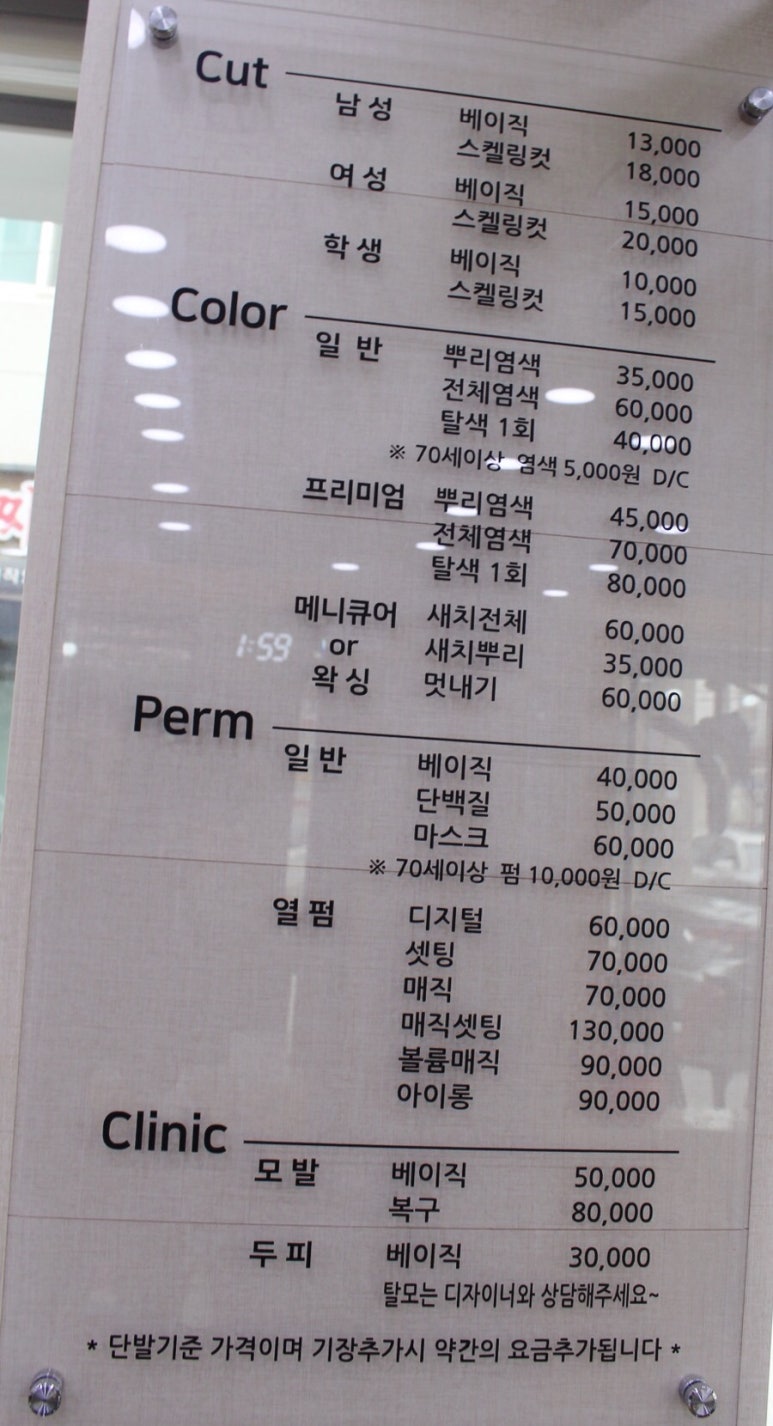 Cut
남성 베이직 13,000
스켈링컷 18,000
여성 베이직 15,000
스켈링컷 20,000
학생 베이직 10,000
스켈링컷 15,000
Color
일반 뿌리염색 35,000
전체염색 60,000
탈색 1회 40,000
※ 70세이상 염색 5,000원 D/C
프리미엄 뿌리염색 45,000
전체염색 70,000
탈색 1회 80,000
메니큐어 새치전체 60,000
or 새치뿌리 35,000
왁싱 멋내기 60,000
1:59
Perm
일반 베이직 40,000
단백질 50,000
마스크 60,000
※ 70세이상 펌 10,000원 D/C
열펌 디지털 60,000
셋팅 70,000
매직 70,000
매직셋팅 130,000
볼륨매직 90,000
아이롱 90,000
Clinic
모발 베이직 50,000
복구 80,000
두피 베이직 30,000
탈모는 디자이너와 상담해주세요~
* 단발기준 가격이며 기장추가시 약간의 요금추가됩니다 *